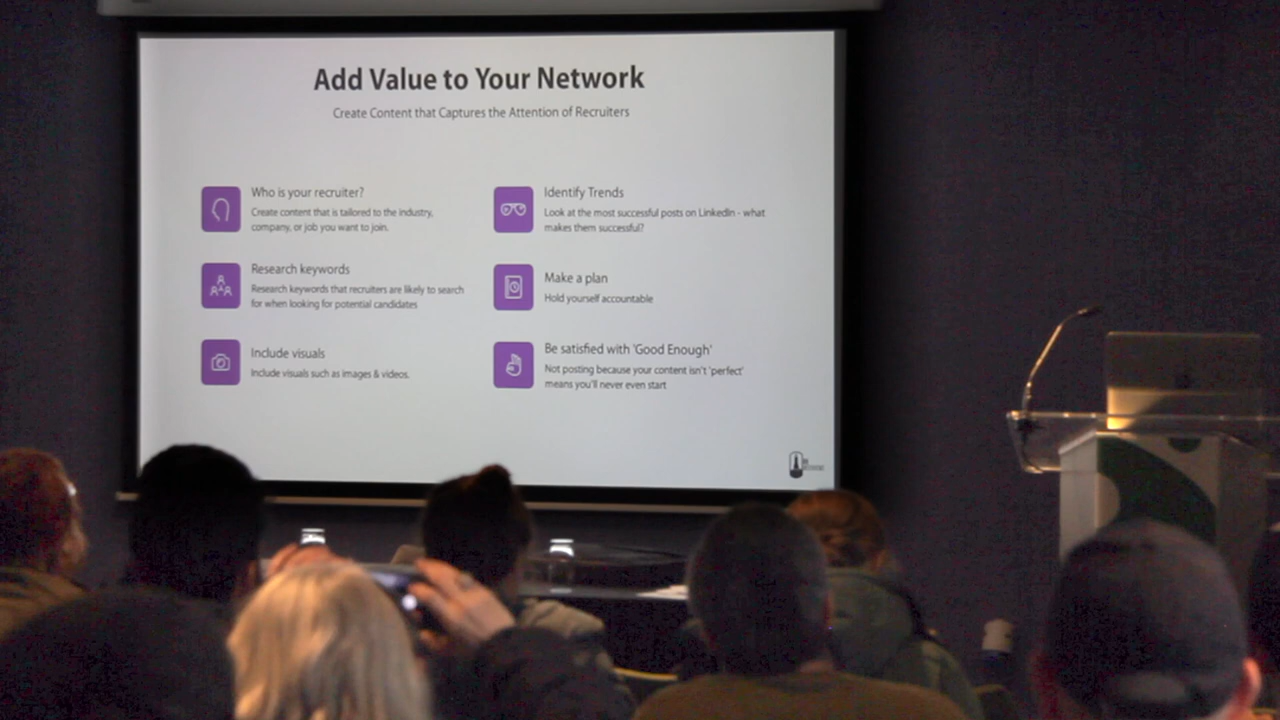 Add Value to Your Network
Create Content that Captures the Attention of Recruiters
Who is your recruiter?
Create content that is tailored to the industry,
company, or job you want to join.
Research keywords
Research keywords that recruiters are likely to search
for when looking for potential candidates
Include visuals
Include visuals such as images & videos.
Identify Trends
Look at the most successful posts on LinkedIn - what
makes them successful?
Make a plan
Hold yourself accountable
Be satisfied with 'Good Enough'
Not posting because your content isn't 'perfect'
means you'll never even start